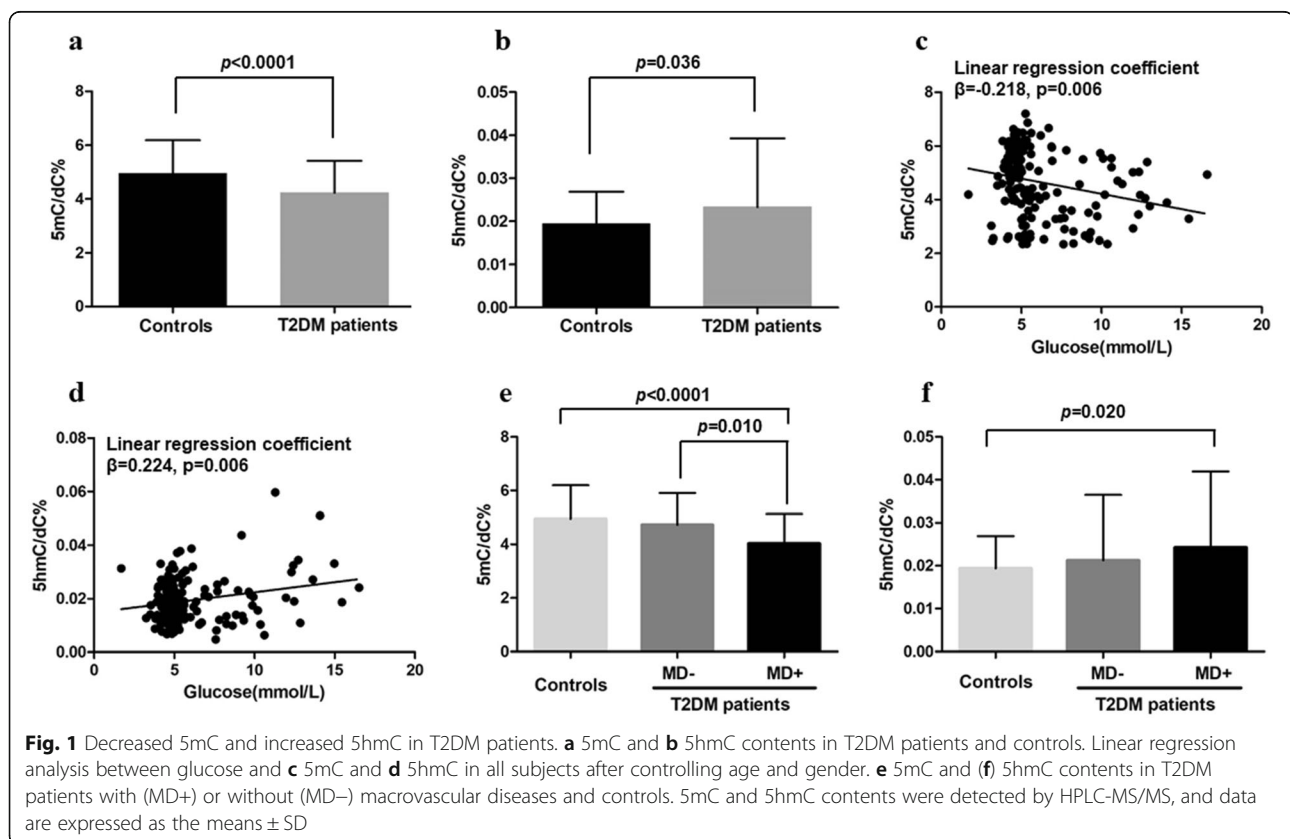 a
p<0.0001
5mC/dC%
8
6
4
2
0
Controls
T2DM patients
b
p=0.036
5hmC/dC%
0.05
0.04
0.03
0.02
0.01
0.00
Controls
T2DM patients
c
Linear regression coefficient
β=-0.218, p=0.006
5mC/dC%
8
6
4
2
0
0
5
10
15
20
Glucose(mmol/L)
d
Linear regression coefficient
β=0.224, p=0.006
5hmC/dC%
0.08
0.06
0.04
0.02
0.00
0
5
10
15
20
Glucose(mmol/L)
e
p<0.0001
p=0.010
5mC/dC%
8
6
4
2
0
Controls
MD-
MD+
T2DM patients
f
p=0.020
5hmC/dC%
0.05
0.04
0.03
0.02
0.01
0.00
Controls
MD-
MD+
T2DM patients
Fig. 1 Decreased 5mC and increased 5hmC in T2DM patients. a 5mC and b 5hmC contents in T2DM patients and controls. Linear regression
analysis between glucose and c 5mC and d 5hmC in all subjects after controlling age and gender. e 5mC and (f) 5hmC contents in T2DM
patients with (MD+) or without (MD−) macrovascular diseases and controls. 5mC and 5hmC contents were detected by HPLC-MS/MS, and data
are expressed as the means ± SD